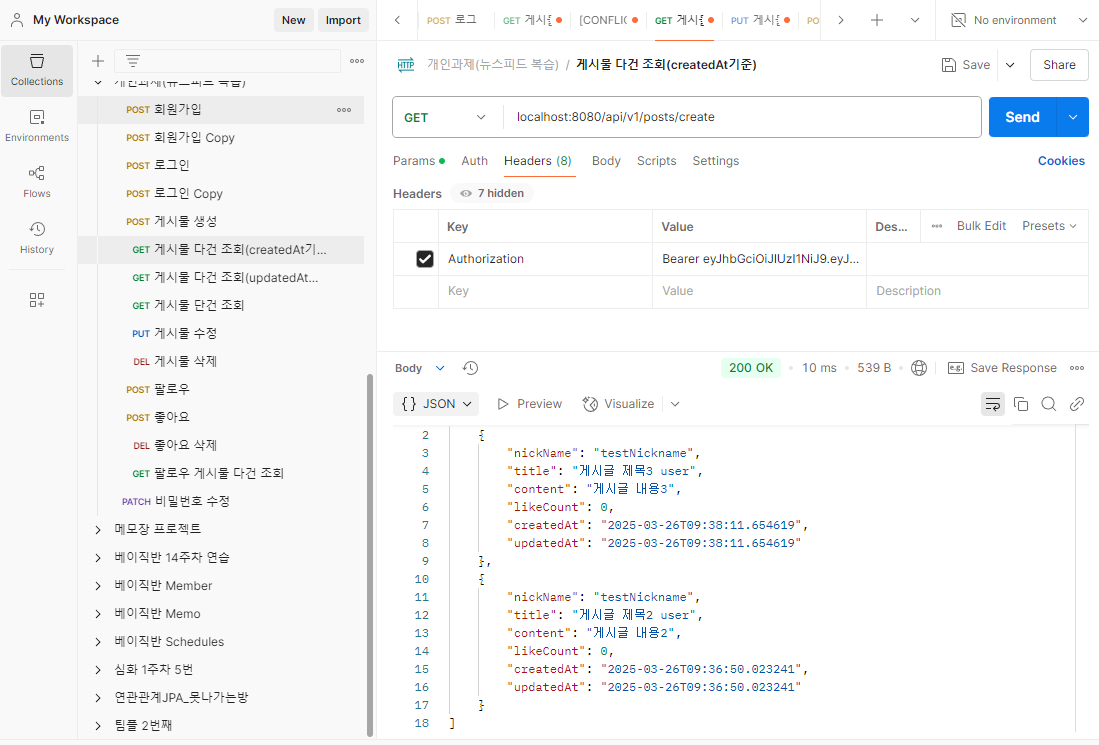 My Workspace
New
Import
POST 로그
GET 게시물
[CONFLIC
GET 게시물
PUT 게시물
PO
No environment
Collections
Environments
Flows
History
개인과제(뉴스피드 복습)
POST 회원가입
POST 회원가입 Copy
POST 로그인
POST 로그인 Copy
POST 게시물 생성
GET 게시물 다건 조회(createdAt기...
GET 게시물 다건 조회(updatedAt...
GET 게시물 단건 조회
PUT 게시물 수정
DEL 게시물 삭제
POST 팔로우
POST 좋아요
DEL 좋아요 삭제
GET 팔로우 게시물 다건 조회
PATCH 비밀번호 수정
메모장 프로젝트
베이직반 14주차 연습
베이직반 Member
베이직반 Memo
베이직반 Schedules
심화 1주차 5번
연관관계JPA_못나가는방
팀플 2번째
HTTP 개인과제(뉴스피드 복습) / 게시물 다건 조회(createdAt기준)
Save
Share
GET
localhost:8080/api/v1/posts/create
Send
Params
Auth
Headers (8)
Body
Scripts
Settings
Cookies
Headers
7 hidden
Key
Value
Des...
Bulk Edit
Presets
Authorization
Bearer eyJhbGciOiJIUzI1NiJ9.eyJ...
Key
Value
Description
Body
200 OK
10 ms
539 B
e.g. Save Response
{} JSON
Preview
Visualize
2 {
3 "nickName": "testNickname",
4 "title": "게시글 제목3 user",
5 "content": "게시글 내용3",
6 "likeCount": 0,
7 "createdAt": "2025-03-26T09:38:11.654619",
8 "updatedAt": "2025-03-26T09:38:11.654619"
9 },
10 {
11 "nickName": "testNickname",
12 "title": "게시글 제목2 user",
13 "content": "게시글 내용2",
14 "likeCount": 0,
15 "createdAt": "2025-03-26T09:36:50.023241",
16 "updatedAt": "2025-03-26T09:36:50.023241"
17 }
18 ]